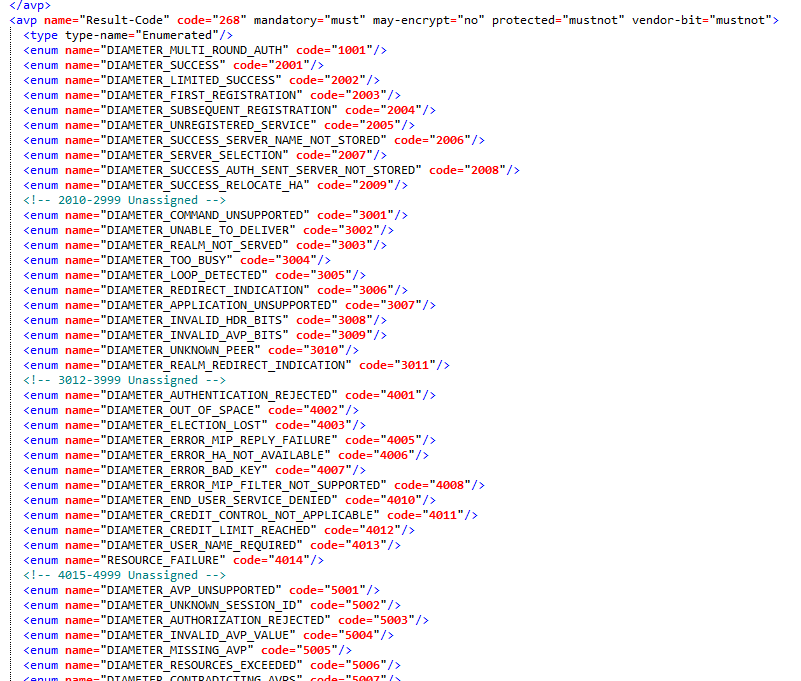 </avp>
<avp name="Result-Code" code="268" mandatory="must" may-encrypt="no" protected="mustnot" vendor-bit="mustnot">
<type type-name="Enumerated"/>
<enum name="DIAMETER_MULTI_ROUND_AUTH" code="1001"/>
<enum name="DIAMETER_SUCCESS" code="2001"/>
<enum name="DIAMETER_LIMITED_SUCCESS" code="2002"/>
<enum name="DIAMETER_FIRST_REGISTRATION" code="2003"/>
<enum name="DIAMETER_SUBSEQUENT_REGISTRATION" code="2004"/>
<enum name="DIAMETER_UNREGISTERED_SERVICE" code="2005"/>
<enum name="DIAMETER_SUCCESS_SERVER_NAME_NOT_STORED" code="2006"/>
<enum name="DIAMETER_SERVER_SELECTION" code="2007"/>
<enum name="DIAMETER_SUCCESS_AUTH_SENT_SERVER_NOT_STORED" code="2008"/>
<enum name="DIAMETER_SUCCESS_RELOCATE_HA" code="2009"/>
<!-- 2010-2999 Unassigned -->
<enum name="DIAMETER_COMMAND_UNSUPPORTED" code="3001"/>
<enum name="DIAMETER_UNABLE_TO_DELIVER" code="3002"/>
<enum name="DIAMETER_REALM_NOT_SERVED" code="3003"/>
<enum name="DIAMETER_TOO_BUSY" code="3004"/>
<enum name="DIAMETER_LOOP_DETECTED" code="3005"/>
<enum name="DIAMETER_REDIRECT_INDICATION" code="3006"/>
<enum name="DIAMETER_APPLICATION_UNSUPPORTED" code="3007"/>
<enum name="DIAMETER_INVALID_HDR_BITS" code="3008"/>
<enum name="DIAMETER_INVALID_AVP_BITS" code="3009"/>
<enum name="DIAMETER_UNKNOWN_PEER" code="3010"/>
<enum name="DIAMETER_REALM_REDIRECT_INDICATION" code="3011"/>
<!-- 3012-3999 Unassigned -->
<enum name="DIAMETER_AUTHENTICATION_REJECTED" code="4001"/>
<enum name="DIAMETER_OUT_OF_SPACE" code="4002"/>
<enum name="DIAMETER_ELECTION_LOST" code="4003"/>
<enum name="DIAMETER_ERROR_MIP_REPLY_FAILURE" code="4005"/>
<enum name="DIAMETER_ERROR_HA_NOT_AVAILABLE" code="4006"/>
<enum name="DIAMETER_ERROR_BAD_KEY" code="4007"/>
<enum name="DIAMETER_ERROR_MIP_FILTER_NOT_SUPPORTED" code="4008"/>
<enum name="DIAMETER_END_USER_SERVICE_DENIED" code="4010"/>
<enum name="DIAMETER_CREDIT_CONTROL_NOT_APPLICABLE" code="4011"/>
<enum name="DIAMETER_CREDIT_LIMIT_REACHED" code="4012"/>
<enum name="DIAMETER_USER_NAME_REQUIRED" code="4013"/>
<enum name="RESOURCE_FAILURE" code="4014"/>
<!-- 4015-4999 Unassigned -->
<enum name="DIAMETER_AVP_UNSUPPORTED" code="5001"/>
<enum name="DIAMETER_UNKNOWN_SESSION_ID" code="5002"/>
<enum name="DIAMETER_AUTHORIZATION_REJECTED" code="5003"/>
<enum name="DIAMETER_INVALID_AVP_VALUE" code="5004"/>
<enum name="DIAMETER_MISSING_AVP" code="5005"/>
<enum name="DIAMETER_RESOURCES_EXCEEDED" code="5006"/>
<enum name="DIAMETER_CONTRADICTING_AVPS" code="5007"/>